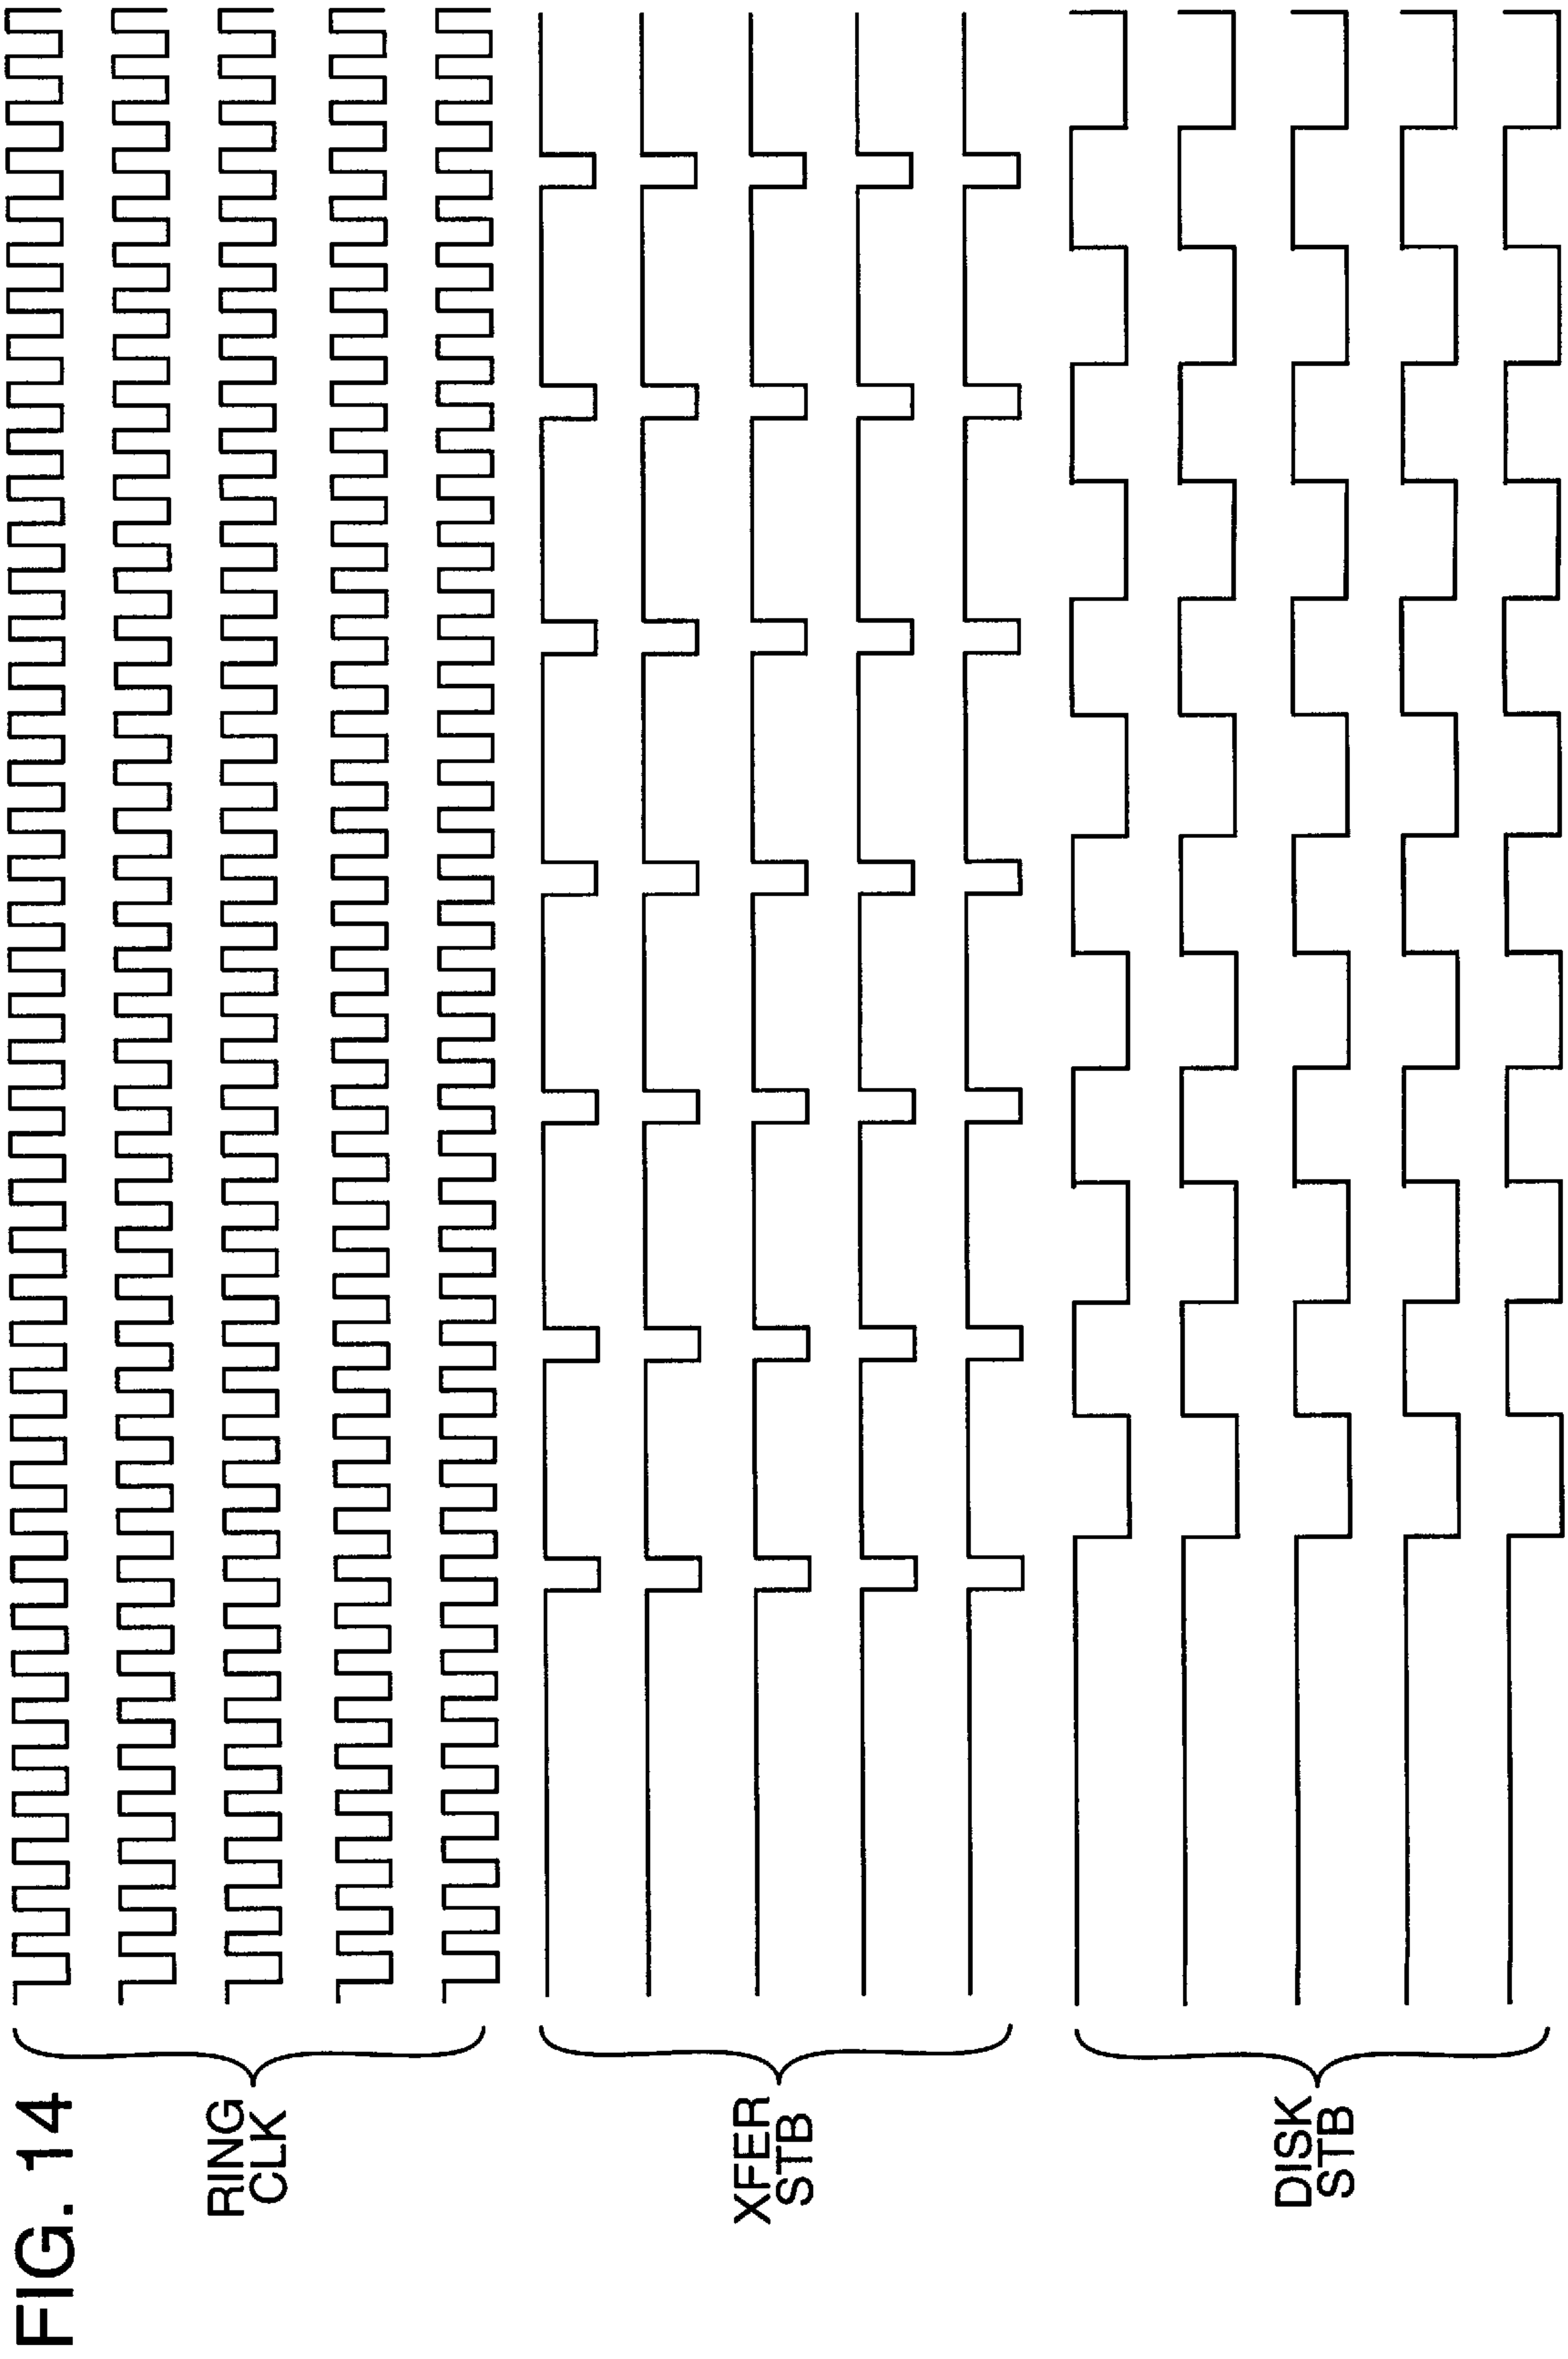 FIG. 14
RING
CLK
XFER
STB
DISK
STB